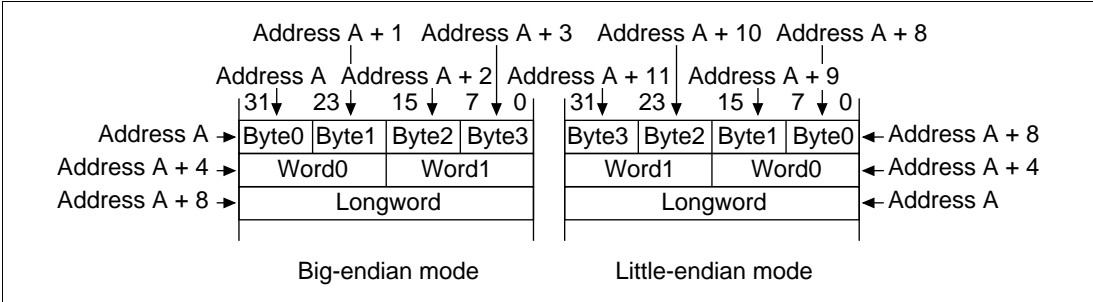 Address A + 1 Address A + 3 Address A + 10 Address A + 8
Address A Address A + 2 Address A + 11 Address A + 9
31 23 15 7 0 31 23 15 7 0
Address A Byte0 Byte1 Byte2 Byte3 Byte3 Byte2 Byte1 Byte0 Address A + 8
Address A + 4 Word0 Word1 Word1 Word0 Address A + 4
Address A + 8 Longword Longword Address A
Big-endian mode Little-endian mode